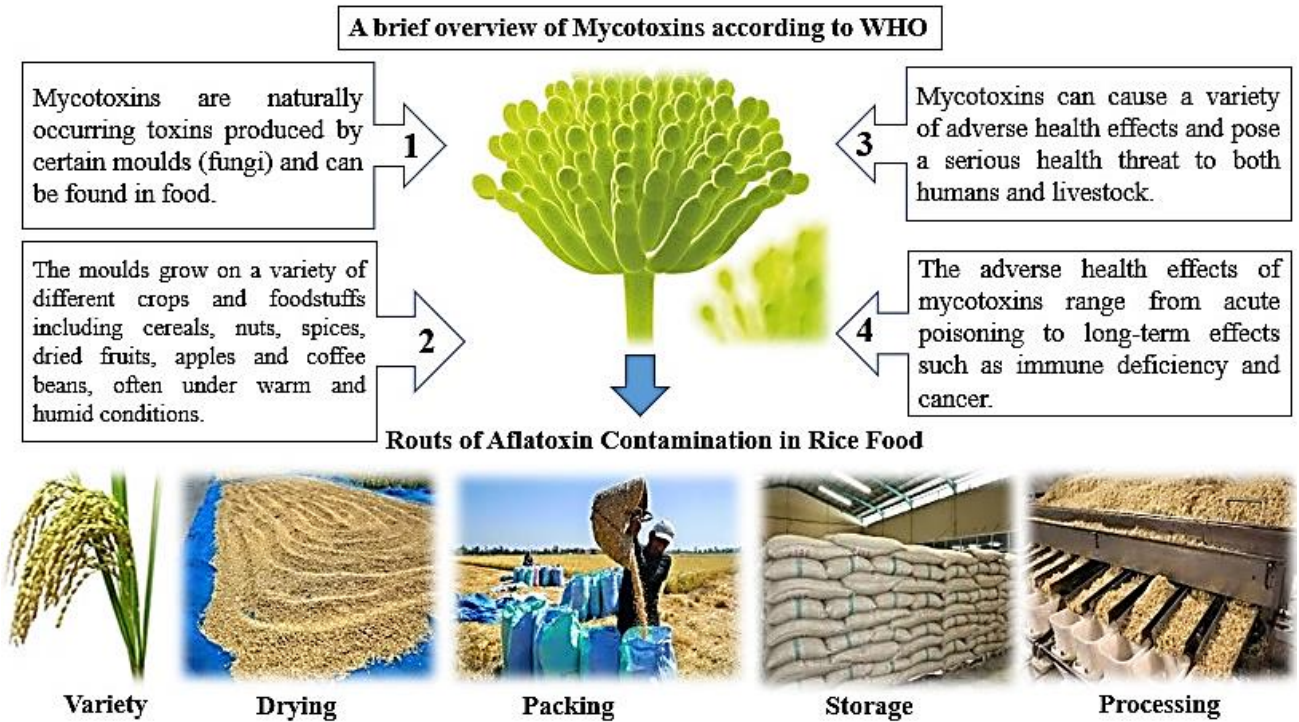 A brief overview of Mycotoxins according to WHO
Mycotoxins are naturally
occurring toxins produced by
certain moulds (fungi) and can
be found in food.
1
The moulds grow on a variety of
different crops and foodstuffs
including cereals, nuts, spices,
dried fruits, apples and coffee
beans, often under warm and
humid conditions.
2
Mycotoxins can cause a variety
of adverse health effects and pose
a serious health threat to both
humans and livestock.
3
The adverse health effects of
mycotoxins range from acute
poisoning to long-term effects
such as immune deficiency and
cancer.
4
Routs of Aflatoxin Contamination in Rice Food
Variety
Drying
Packing
Storage
Processing